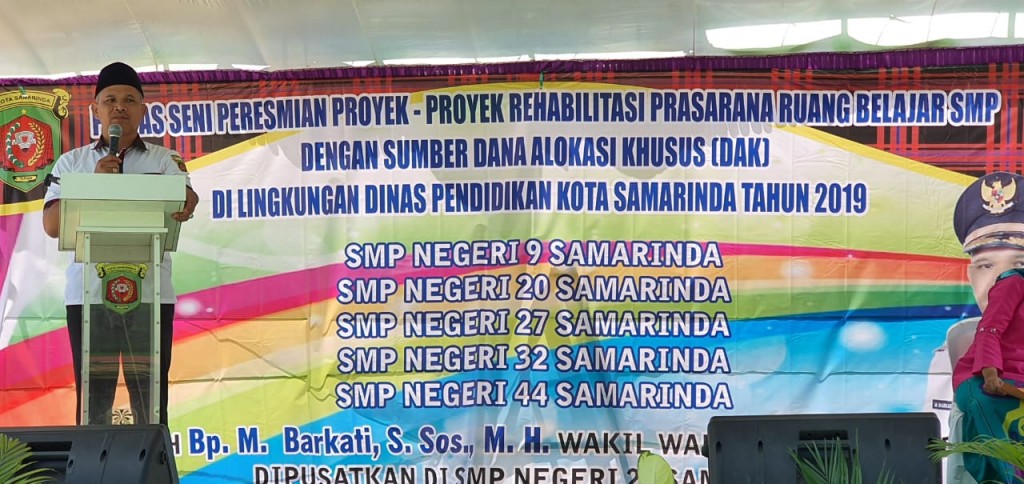 KOTA SAMARINDA
SENI PERESMIAN PROYEK - PROYEK REHABILITASI PRASARANA RUANG BELAJAR SMP
DENGAN SUMBER DANA ALOKASI KHUSUS (DAK)
DI LINGKUNGAN DINAS PENDIDIKAN KOTA SAMARINDA TAHUN 2019
SMP NEGERI 9 SAMARINDA
SMP NEGERI 20 SAMARINDA
SMP NEGERI 27 SAMARINDA
SMP NEGERI 32 SAMARINDA
SMP NEGERI 44 SAMARINDA
Bp. M. Barkati, S. Sos., M. H. WAKIL
DIPUSATKAN DI SMP NEGERI